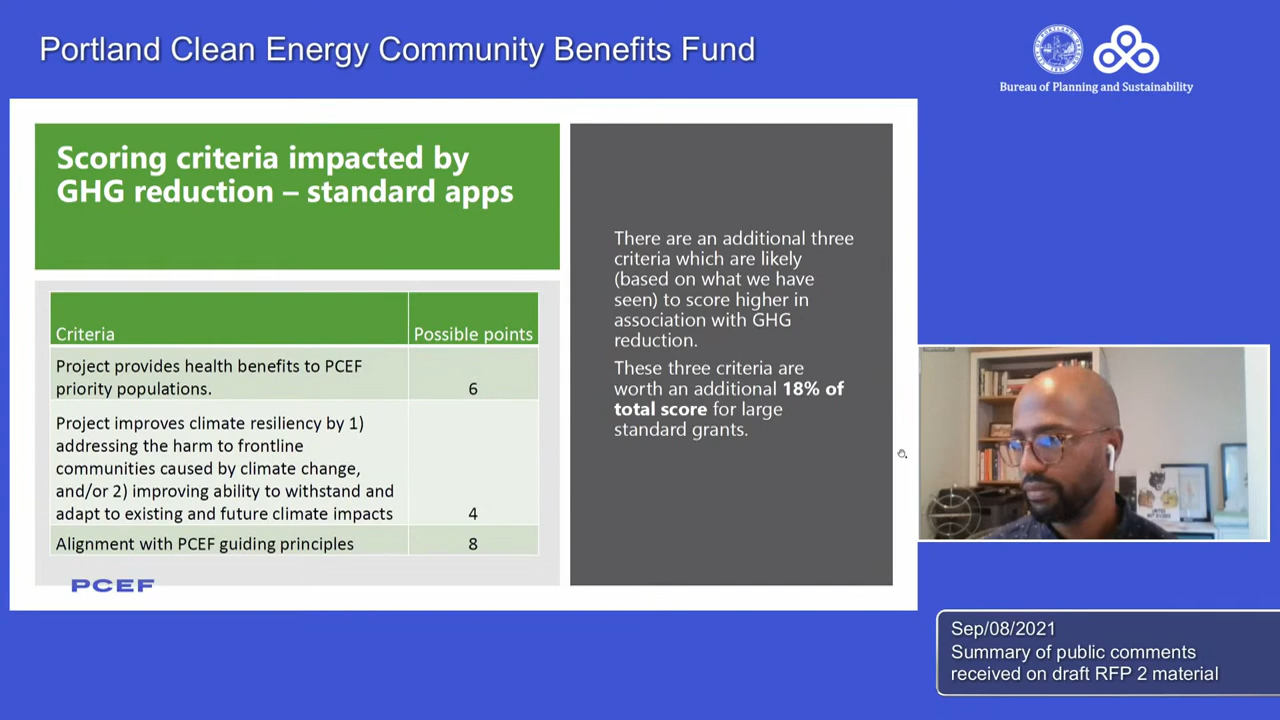 Portland Clean Energy Community Benefits Fund
Bureau of Planning and Sustainability
Scoring criteria impacted by
GHG reduction – standard apps
Criteria
Possible points
Project provides health benefits to PCEF
priority populations.
6
Project improves climate resiliency by 1)
addressing the harm to frontline
communities caused by climate change,
and/or 2) improving ability to withstand and
adapt to existing and future climate impacts
4
Alignment with PCEF guiding principles
8
PCEF
There are an additional three
criteria which are likely
(based on what we have
seen) to score higher in
association with GHG
reduction.
These three criteria are
worth an additional 18% of
total score for large
standard grants.
Sep/08/2021
Summary of public comments
received on draft RFP 2 material